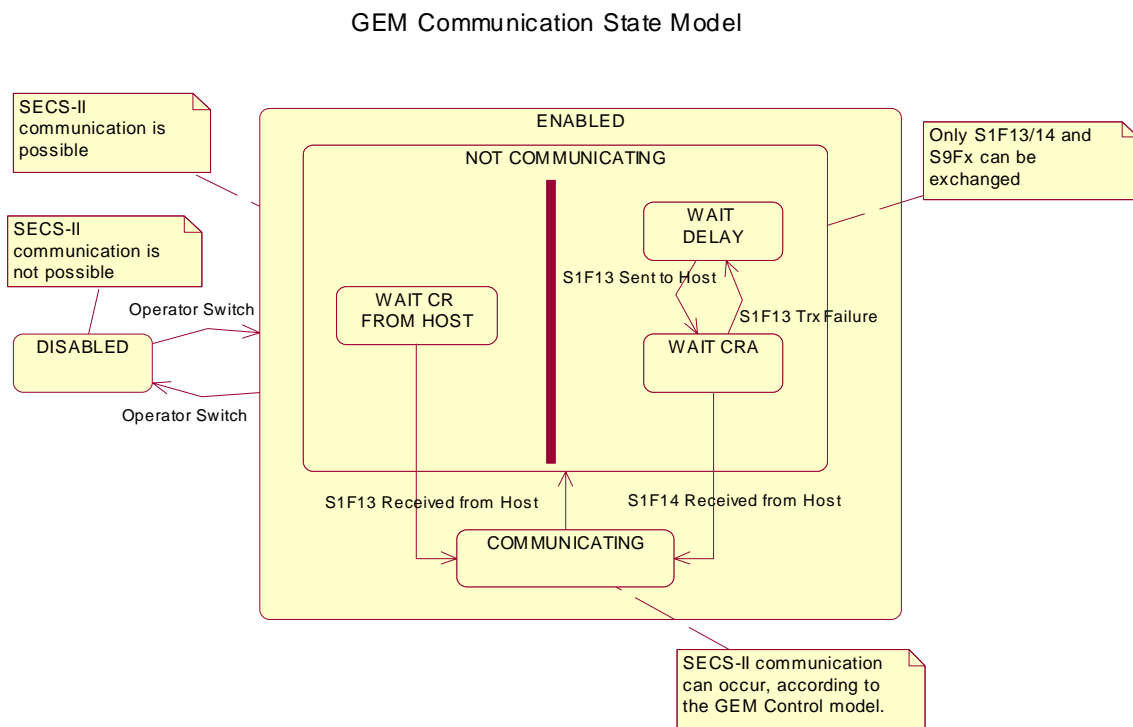 GEM Communication State Model
SECS-II
communication is
possible
ENABLED
Only S1F13/14 and
S9Fx can be
exchanged
NOT COMMUNICATING
SECS-II
communication is
not possible
WAIT
DELAY
S1F13 Sent to Host
WAIT CR
FROM HOST
Operator Switch
S1F13 Trx Failure
DISABLED
WAIT CRA
Operator Switch
S1F13 Received from Host
S1F14 Received from Host
COMMUNICATING
SECS-II communication
can occur, according to
the GEM Control model.